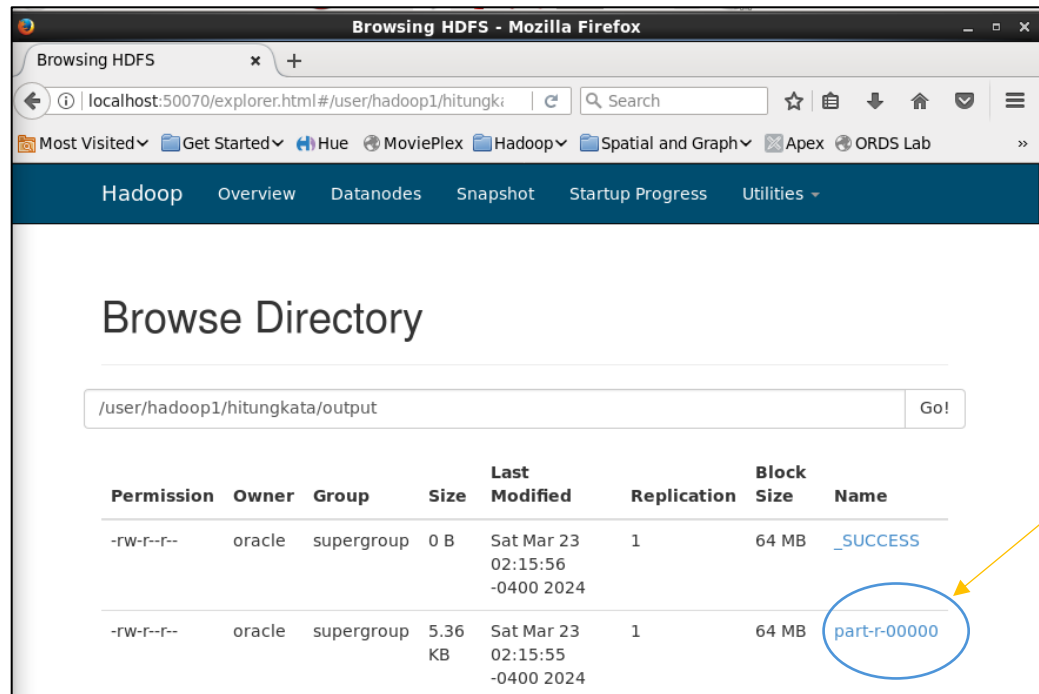 Browsing HDFS - Mozilla Firefox
Browsing HDFS
localhost:50070/explorer.html#/user/hadoop1/hitungka Search
Most Visited Get Started Hue MoviePlex Hadoop Spatial and Graph Apex ORDS Lab »
Hadoop Overview Datanodes Snapshot Startup Progress Utilities
Browse Directory
/user/hadoop1/hitungkata/output Go!
Permission Owner Group Size Last Modified Replication Block Size Name
-rw-r--r-- oracle supergroup 0 B Sat Mar 23 1 64 MB _SUCCESS
02:15:56
-0400 2024
-rw-r--r-- oracle supergroup 5.36 Sat Mar 23 1 64 MB part-r-00000
KB 02:15:55
-0400 2024